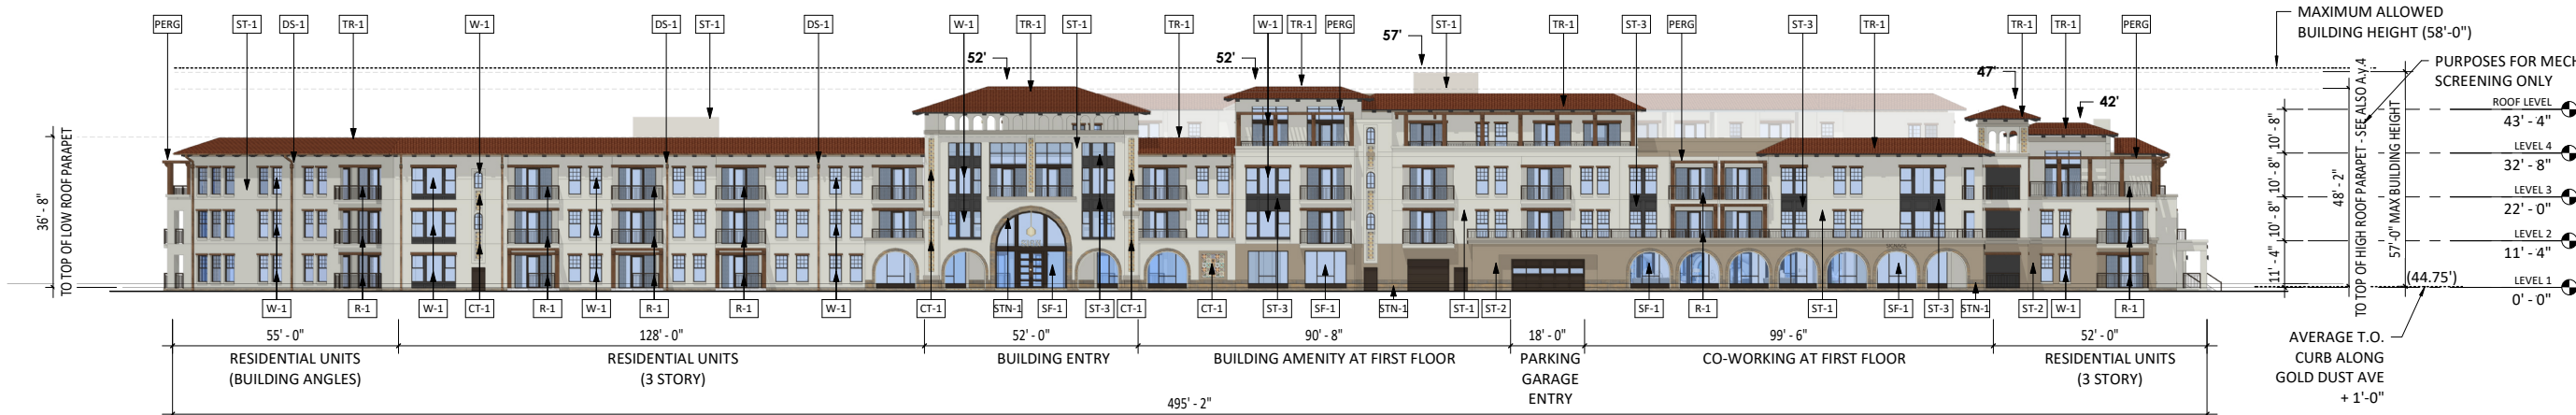 PERG ST-1 DS-1 TR-1 W-1 DS-1 ST-1 DS-1 W-1 TR-1 ST-1 TR-1 W-1 TR-1 PERG ST-1 TR-1 ST-3 PERG ST-3 TR-1 TR-1 TR-1 PERG
MAXIMUM ALLOWED
BUILDING HEIGHT (58'-0")
PURPOSES FOR MECH
SCREENING ONLY
52' 52' 57' 47' 42'
36' - 8"
TO TOP OF LOW ROOF PARAPET
11' - 4" 10' - 8" 10' - 8" 10' - 8"
48' - 2"
TO TOP OF HIGH ROOF PARAPET - SEE ALSO A.y.4
57'-0" MAX BUILDING HEIGHT
ROOF LEVEL
43' - 4"
LEVEL 4
32' - 8"
LEVEL 3
22' - 0"
LEVEL 2
11' - 4"
LEVEL 1
0' - 0"
(44.75')
W-1 R-1 W-1 CT-1 R-1 W-1 R-1 R-1 W-1 CT-1 STN-1 SF-1 ST-3 CT-1 CT-1 ST-3 SF-1 STN-1 ST-1 ST-2 SF-1 R-1 ST-1 SF-1 ST-3 STN-1 ST-2 W-1 R-1
55' - 0" 128' - 0" 52' - 0" 90' - 8" 18' - 0" 99' - 6" 52' - 0"
RESIDENTIAL UNITS
(BUILDING ANGLES)
RESIDENTIAL UNITS
(3 STORY)
BUILDING ENTRY
BUILDING AMENITY AT FIRST FLOOR
PARKING
GARAGE
ENTRY
CO-WORKING AT FIRST FLOOR
RESIDENTIAL UNITS
(3 STORY)
AVERAGE T.O.
CURB ALONG
GOLD DUST AVE
+ 1'-0"
495' - 2"